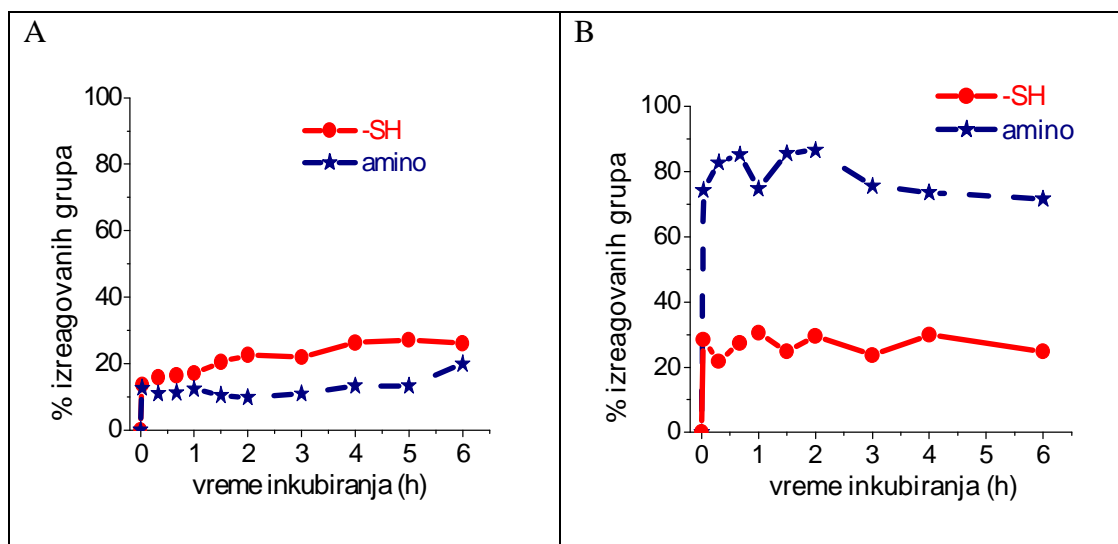 A
-SH
amino
% izreagovanih grupa
100
80
60
40
20
0
0 1 2 3 4 5 6
vreme inkubiranja (h)
B
-SH
amino
% izreagovanih grupa
100
80
60
40
20
0
0 1 2 3 4 5 6
vreme inkubiranja (h)